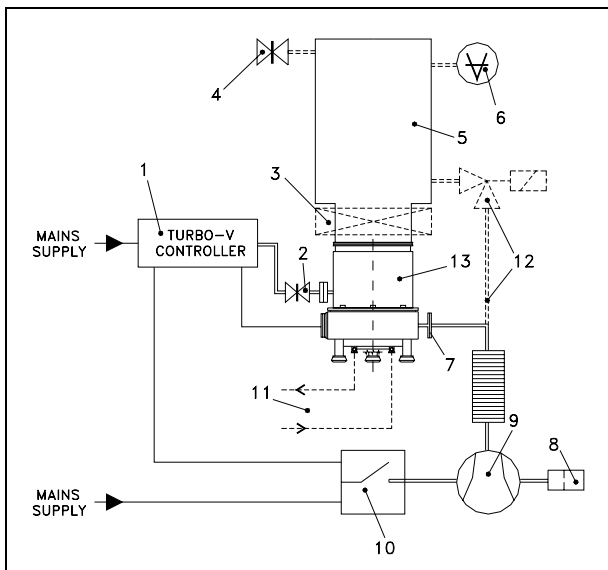 4
6
5
1
3
MAINS
SUPPLY
TURBO-V
CONTROLLER
2
13
12
7
11
9
8
MAINS
SUPPLY
10